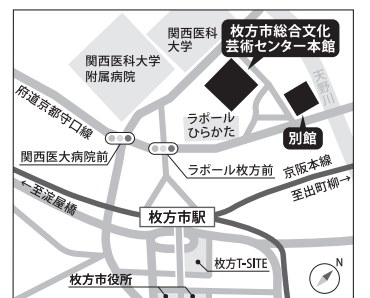 関西医科
大学
枚方市総合文化
芸術センター本館
関西医科大学
附属病院
天野川
府道京都守口線
ラポール
ひらかた
別館
関西医大病院前
ラポール枚方前
京阪本線
至出町柳→
←至淀屋橋
枚方市駅
枚方T-SITE
枚方市役所
N